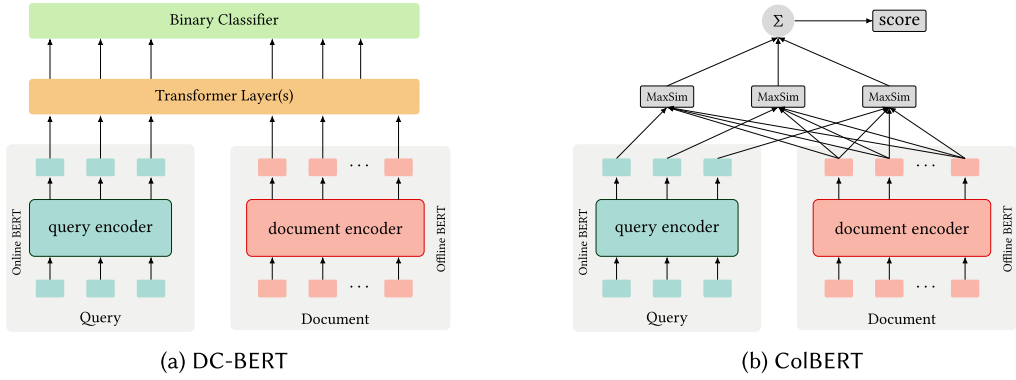 Binary Classifier
Transformer Layer(s)
Online BERT
query encoder
Query
document encoder
· · ·
· · ·
Offline BERT
Document
(a) DC-BERT
Σ
score
MaxSim
MaxSim
MaxSim
Online BERT
query encoder
Query
document encoder
· · ·
· · ·
Offline BERT
Document
(b) ColBERT